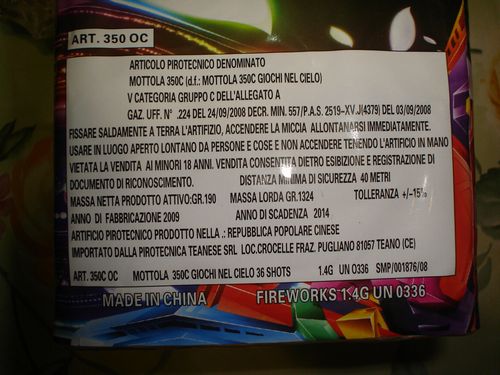 ART. 350 OC
ARTICOLO PIROTECNICO DENOMINATO
MOTTOLA 350C (d.f.: MOTTOLA 350C GIOCHI NEL CIELO)
V CATEGORIA GRUPPO C DELL'ALLEGATO A
GAZ. UFF. N° .224 DEL 24/09/2008 DECR. MIN. 557/P.A.S. 2519-XV.J(4379) DEL 03/09/2008
FISSARE SALDAMENTE A TERRA L'ARTIFIZIO, ACCENDERE LA MICCIA ALLONTANARSI IMMEDIATAMENTE.
USARE IN LUOGO APERTO LONTANO DA PERSONE E COSE E NON ACCENDERE TENENDO L'ARTIFICIO IN MANO
VIETATA LA VENDITA AI MINORI 18 ANNI. VENDITA CONSENTITA DIETRO ESIBIZIONE E REGISTRAZIONE DI
DOCUMENTO DI RICONOSCIMENTO. DISTANZA MINIMA DI SICUREZZA 40 METRI
MASSA NETTA PRODOTTO ATTIVO:GR.190 MASSA LORDA GR.1324 TOLLERANZA +/-15%
ANNO DI FABBRICAZIONE 2009 ANNO DI SCADENZA 2014
ARTIFICIO PIROTECNICO PRODOTTO NELLA .: REPUBBLICA POPOLARE CINESE
IMPORTATO DALLA PIROTECNICA TEANESE SRL LOC.CROCELLE FRAZ. PUGLIANO 81057 TEANO (CE)
ART. 350C OC MOTTOLA 350C GIOCHI NEL CIELO 36 SHOTS 1.4G UN O336 SMP/001876/08
MADE IN CHINA FIREWORKS 1.4G UN 0336